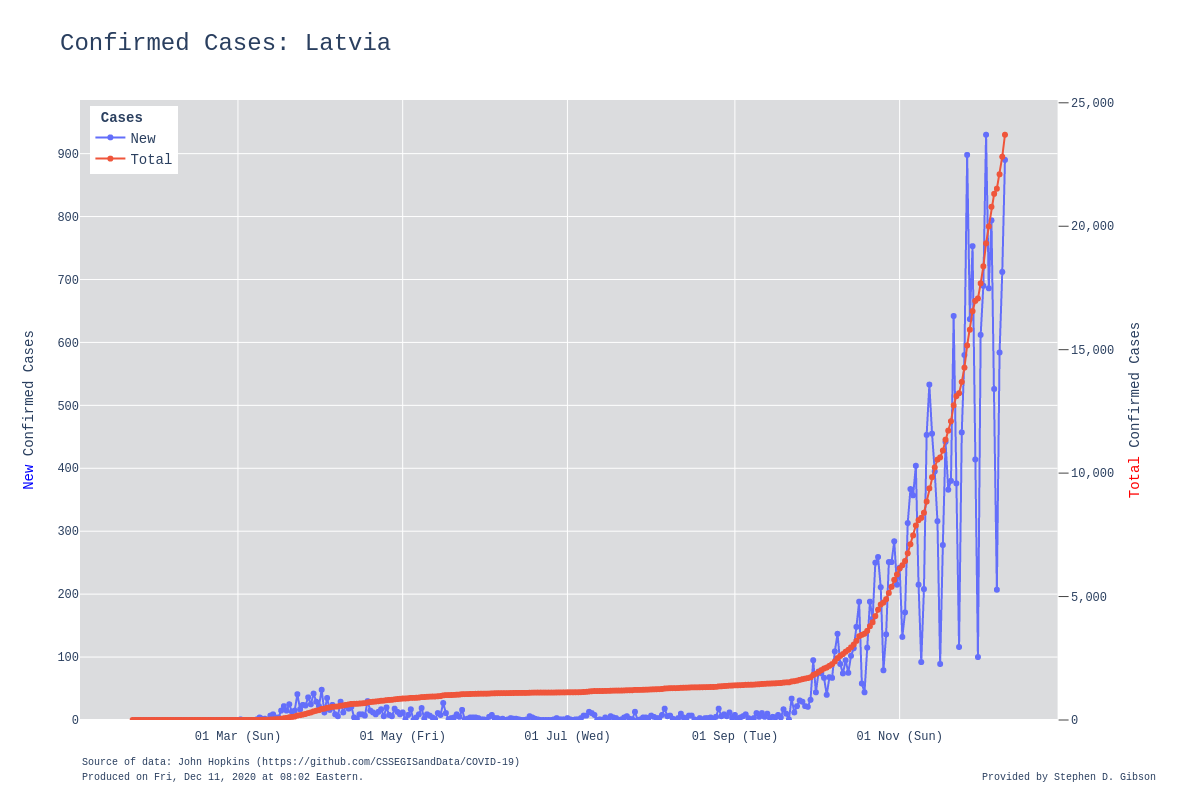 Confirmed Cases: Latvia
Cases
New
Total
25,000
20,000
15,000
10,000
5,000
0
900
800
700
600
500
400
300
200
100
0
New Confirmed Cases
Total Confirmed Cases
01 Mar (Sun)
01 May (Fri)
01 Jul (Wed)
01 Sep (Tue)
01 Nov (Sun)
Source of data: John Hopkins (https://github.com/CSSEGISandData/COVID-19)
Produced on Fri, Dec 11, 2020 at 08:02 Eastern.
Provided by Stephen D. Gibson